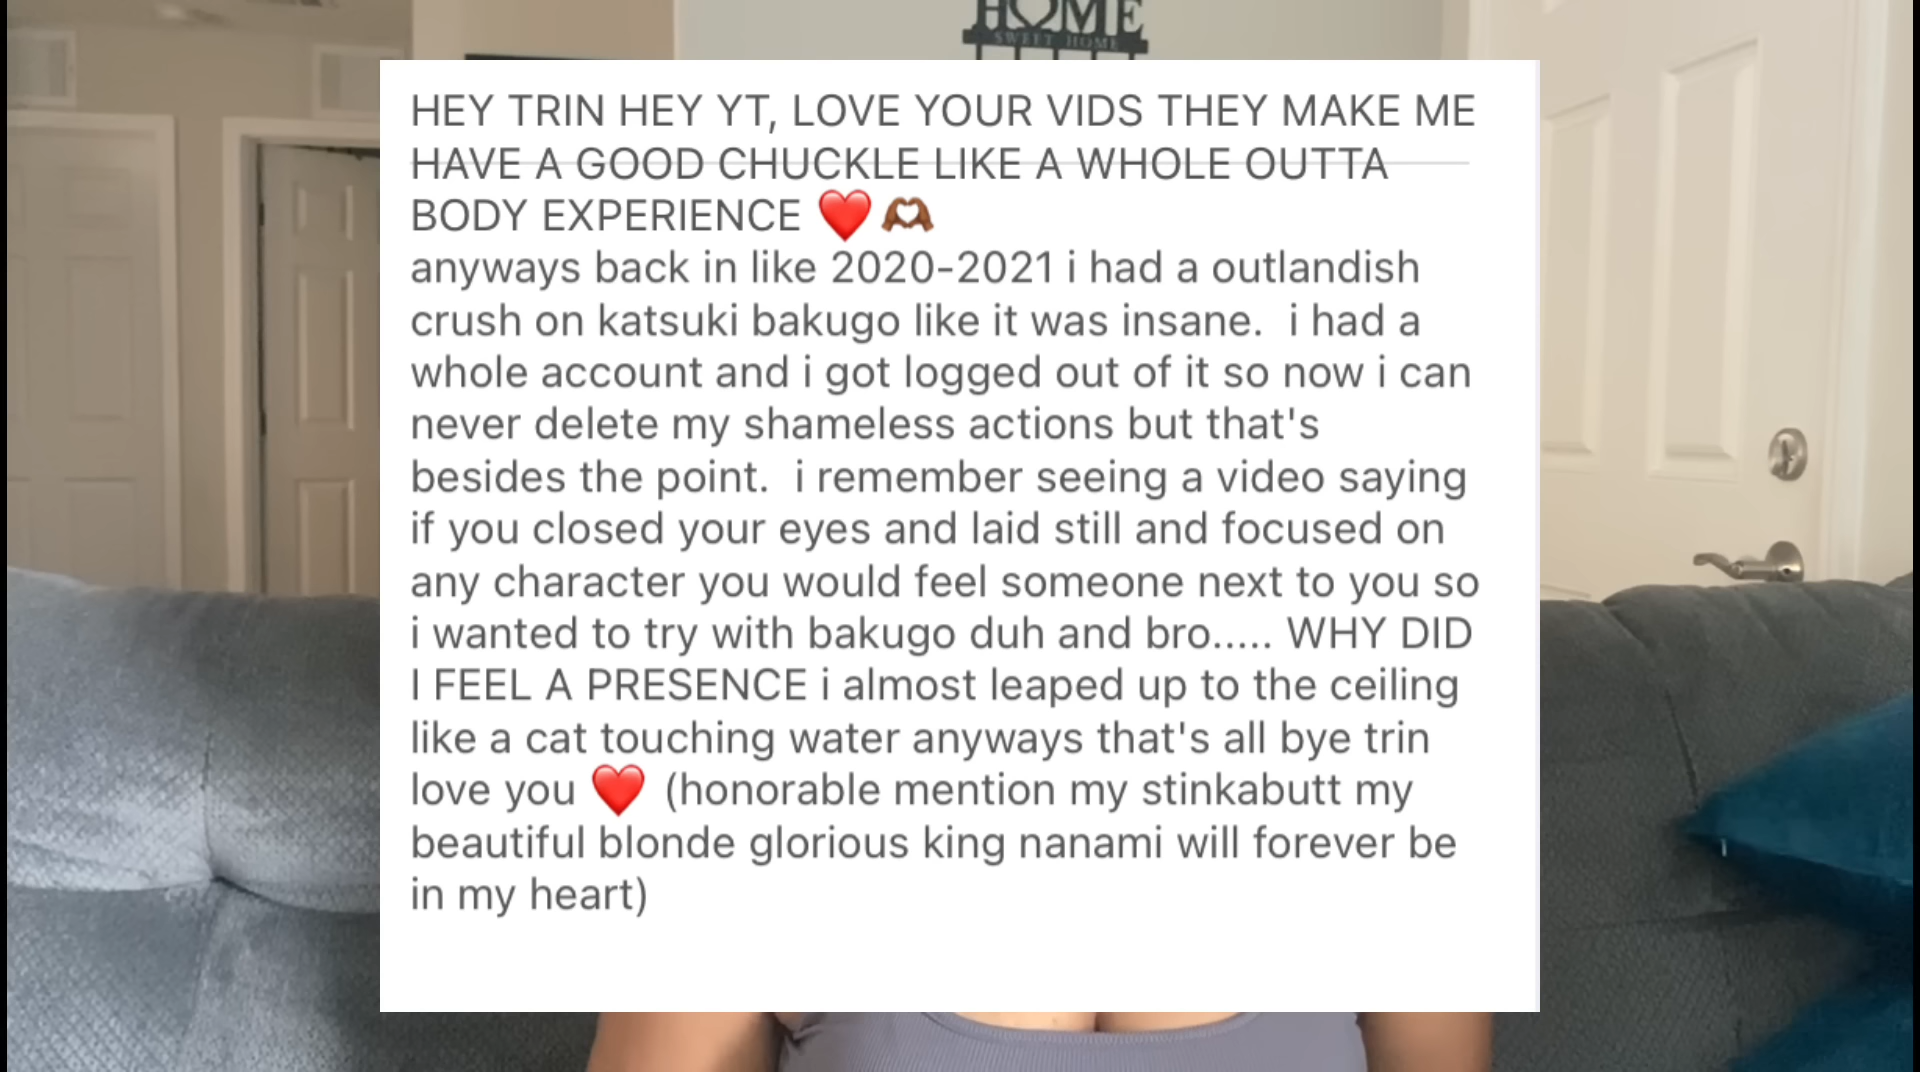 HOME
SWEET HOME
HEY TRIN HEY YT, LOVE YOUR VIDS THEY MAKE ME
HAVE A GOOD CHUCKLE LIKE A WHOLE OUTTA
BODY EXPERIENCE ❤️🫶🏾
anyways back in like 2020-2021 i had a outlandish
crush on katsuki bakugo like it was insane.  i had a
whole account and i got logged out of it so now i can
never delete my shameless actions but that's
besides the point.  i remember seeing a video saying
if you closed your eyes and laid still and focused on
any character you would feel someone next to you so
i wanted to try with bakugo duh and bro..... WHY DID
I FEEL A PRESENCE i almost leaped up to the ceiling
like a cat touching water anyways that's all bye trin
love you ❤️ (honorable mention my stinkabutt my
beautiful blonde glorious king nanami will forever be
in my heart)